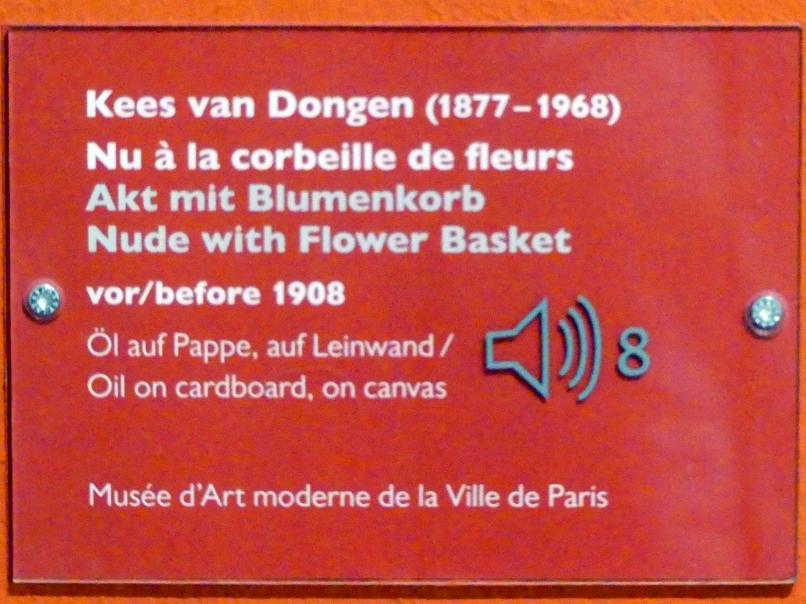 Kees van Dongen (1877–1968)
Nu à la corbeille de fleurs
Akt mit Blumenkorb
Nude with Flower Basket
vor/before 1908
Öl auf Pappe, auf Leinwand /
Oil on cardboard, on canvas
8
Musée d'Art moderne de la Ville de Paris